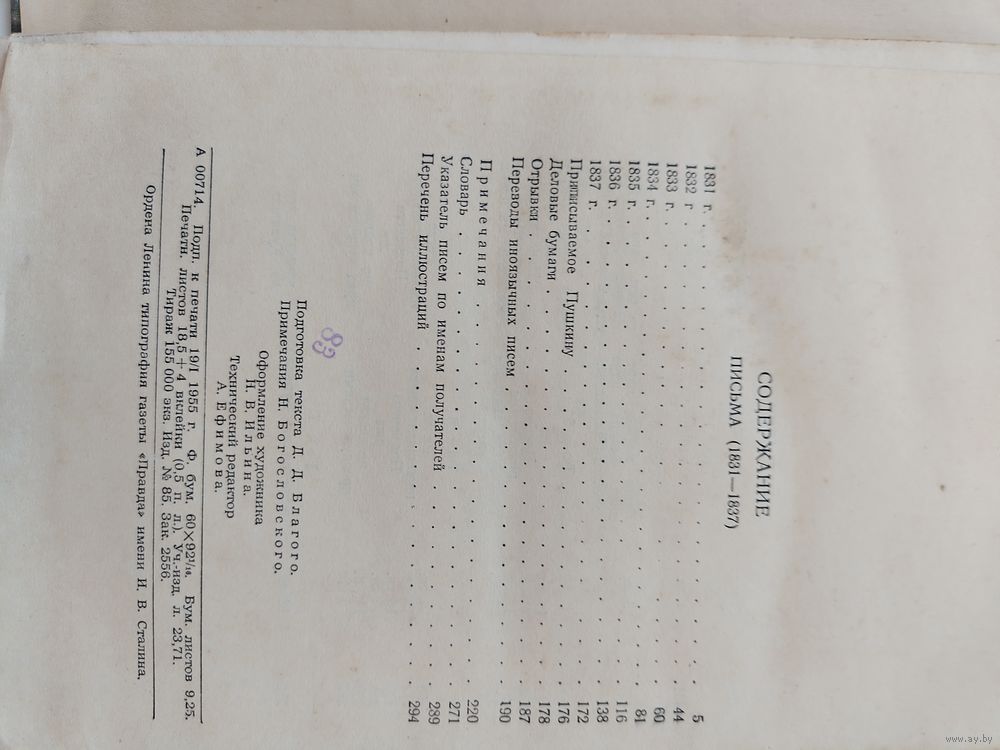 СОДЕРЖАНИЕ
ПИСЬМА (1831—1837)
1831 г. 5
1832 г 44
1833 г. 60
1834 г. 81
1835 г. 116
1836 г. 138
1837 г. 172
Приписываемое Пушкину 176
Деловые бумаги 178
Отрывки 187
Переводы иноязычных писем 190
Примечания 220
Словарь 271
Указатель писем по именам получателей 289
Перечень иллюстраций 294
83
Подготовка текста Д. Д. Благого.
Примечания Н. Богословского.
Оформление художника
Н. В. Ильина.
Технический редактор
А. Ефимова.
А 00714. Подп. к печати 19/I 1955 г. Ф. бум. 60×92¹/₁₆. Бум. листов 9,25.
Печатн. листов 18,5 + 4 вклейки (0,5 п. л.). Уч.-изд. л. 23,71.
Тираж 155 000 экз. Изд. № 85. Зак. 2556.
Ордена Ленина типография газеты «Правда» имени И. В. Сталина.
www.ay.by